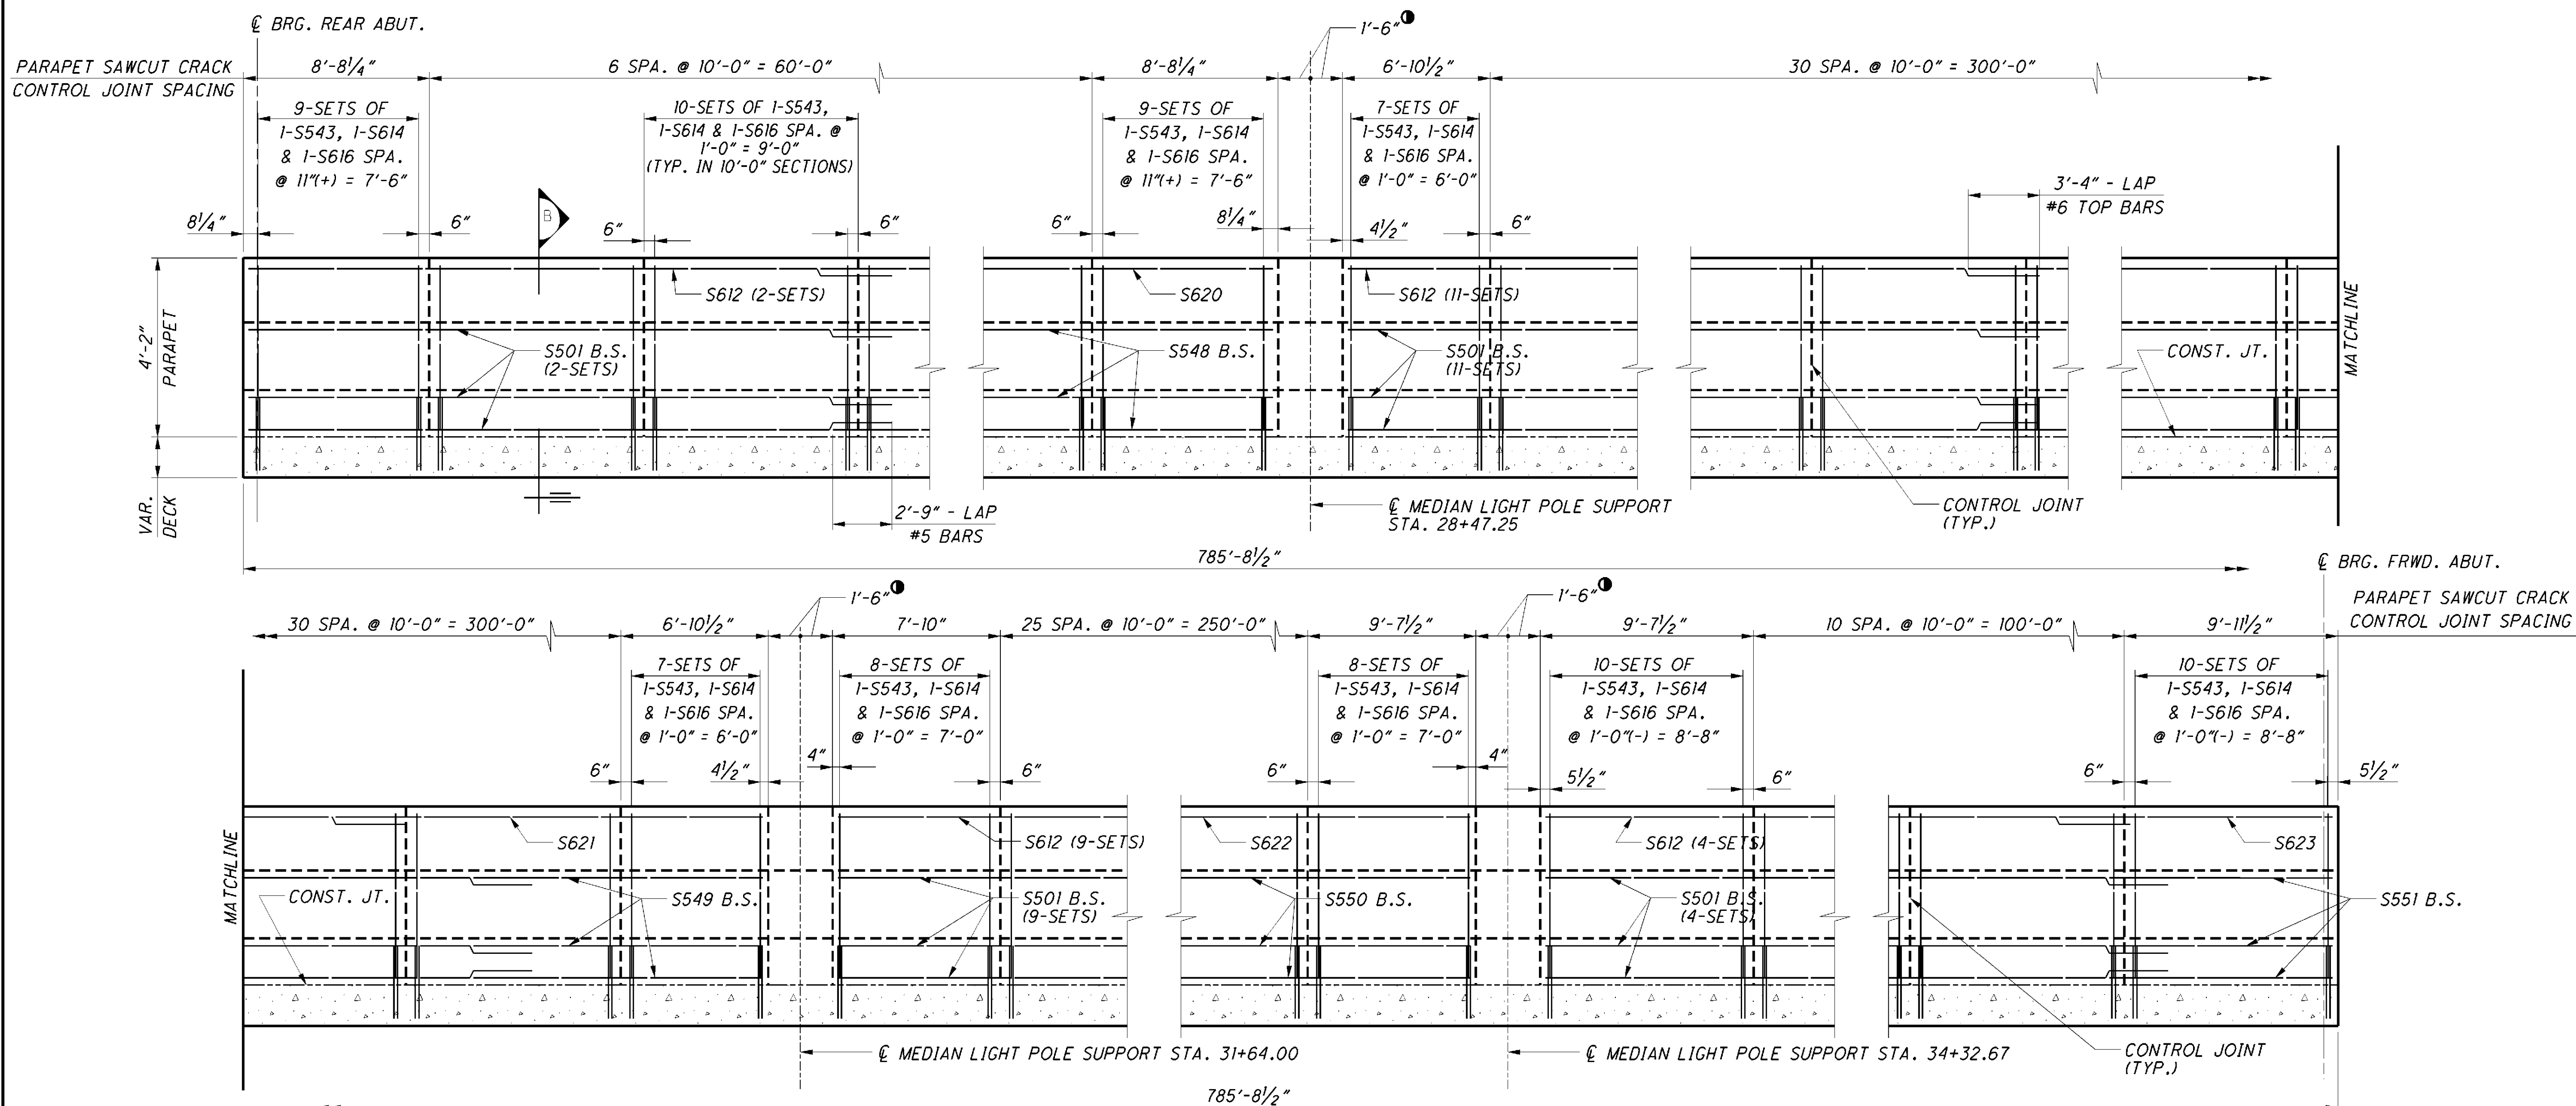 ℄ BRG. REAR ABUT.
1'-6"
PARAPET SAWCUT CRACK
CONTROL JOINT SPACING
8'-8¼"
6 SPA. @ 10'-0" = 60'-0"
8'-8¼"
6'-10½"
30 SPA. @ 10'-0" = 300'-0"
9-SETS OF
1-S543, 1-S614
& 1-S616 SPA.
@ 11"(+) = 7'-6"
10-SETS OF 1-S543,
1-S614 & 1-S616 SPA. @
1'-0" = 9'-0"
(TYP. IN 10'-0" SECTIONS)
9-SETS OF
1-S543, 1-S614
& 1-S616 SPA.
@ 11"(+) = 7'-6"
7-SETS OF
1-S543, 1-S614
& 1-S616 SPA.
@ 1'-0" = 6'-0"
3'-4" - LAP
#6 TOP BARS
8¼"
6"
B
6"
6"
6"
8¼"
4½"
6"
S612 (2-SETS)
S620
S612 (11-SETS)
4'-2"
PARAPET
S501 B.S.
(2-SETS)
S548 B.S.
S501 B.S.
(11-SETS)
CONST. JT.
MATCHLINE
VAR.
DECK
2'-9" - LAP
#5 BARS
℄ MEDIAN LIGHT POLE SUPPORT
STA. 28+47.25
CONTROL JOINT
(TYP.)
785'-8½"
℄ BRG. FRWD. ABUT.
1'-6"
1'-6"
PARAPET SAWCUT CRACK
CONTROL JOINT SPACING
30 SPA. @ 10'-0" = 300'-0"
6'-10½"
7'-10"
25 SPA. @ 10'-0" = 250'-0"
9'-7½"
9'-7½"
10 SPA. @ 10'-0" = 100'-0"
9'-11½"
7-SETS OF
1-S543, 1-S614
& 1-S616 SPA.
@ 1'-0" = 6'-0"
8-SETS OF
1-S543, 1-S614
& 1-S616 SPA.
@ 1'-0" = 7'-0"
8-SETS OF
1-S543, 1-S614
& 1-S616 SPA.
@ 1'-0" = 7'-0"
10-SETS OF
1-S543, 1-S614
& 1-S616 SPA.
@ 1'-0"(-) = 8'-8"
10-SETS OF
1-S543, 1-S614
& 1-S616 SPA.
@ 1'-0"(-) = 8'-8"
6"
4½"
4"
6"
6"
4"
5½"
6"
6"
5½"
S621
S612 (9-SETS)
S622
S612 (4-SETS)
S623
MATCHLINE
CONST. JT.
S549 B.S.
S501 B.S.
(9-SETS)
S550 B.S.
S501 B.S.
(4-SETS)
S551 B.S.
℄ MEDIAN LIGHT POLE SUPPORT STA. 31+64.00
℄ MEDIAN LIGHT POLE SUPPORT STA. 34+32.67
CONTROL JOINT
(TYP.)
785'-8½"